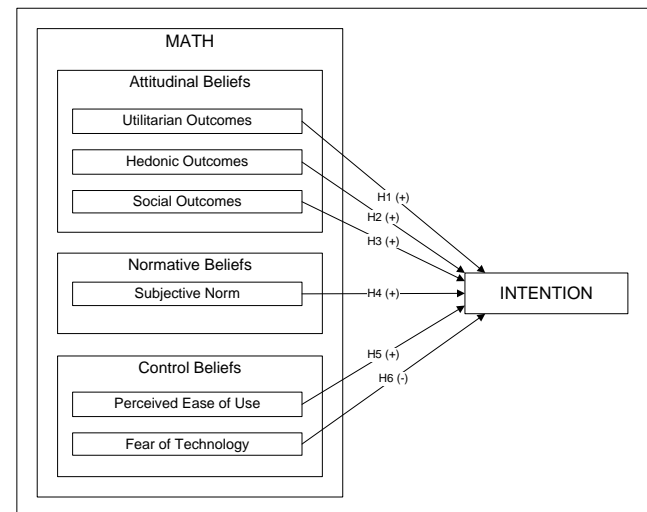 MATH
Attitudinal Beliefs
Utilitarian Outcomes
Hedonic Outcomes
Social Outcomes
H1 (+)
H2 (+)
H3 (+)
Normative Beliefs
Subjective Norm
H4 (+)
INTENTION
Control Beliefs
Perceived Ease of Use
Fear of Technology
H5 (+)
H6 (-)